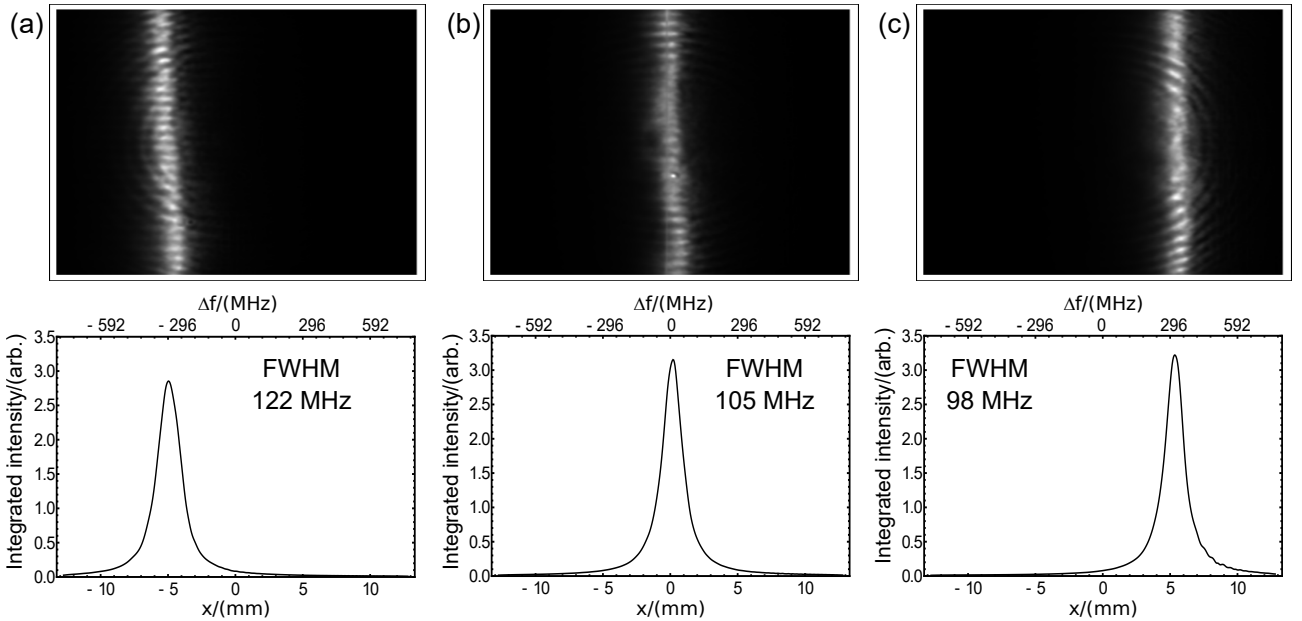 (a)
(b)
(c)
Δf/(MHz)
- 592 - 296 0 296 592
Integrated intensity/(arb.)
3.5
3.0
2.5
2.0
1.5
1.0
0.5
0.0
FWHM
122 MHz
- 10 - 5 0 5 10
x/(mm)
Δf/(MHz)
- 592 - 296 0 296 592
Integrated intensity/(arb.)
3.5
3.0
2.5
2.0
1.5
1.0
0.5
0.0
FWHM
105 MHz
- 10 - 5 0 5 10
x/(mm)
Δf/(MHz)
- 592 - 296 0 296 592
Integrated intensity/(arb.)
3.5
3.0
2.5
2.0
1.5
1.0
0.5
0.0
FWHM
98 MHz
- 10 - 5 0 5 10
x/(mm)